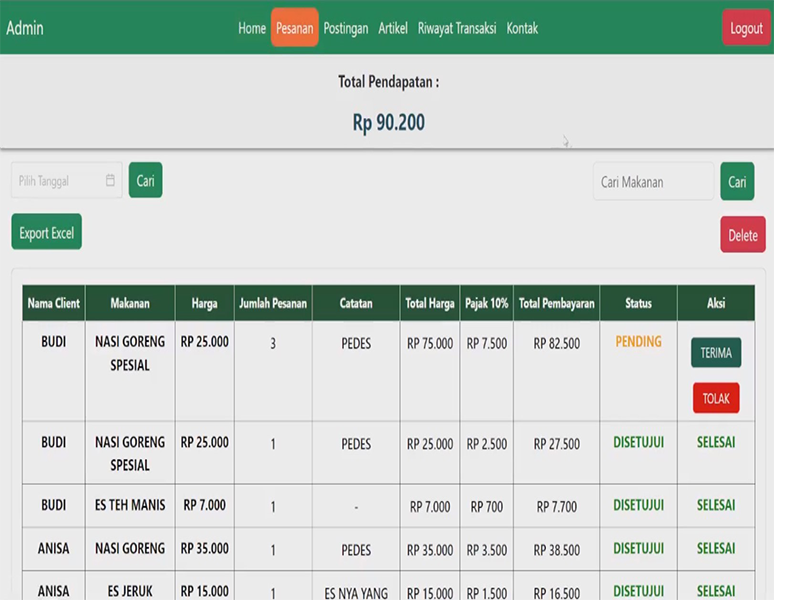 Admin Home Pesanan Postingan Artikel Riwayat Transaksi Kontak Logout
Total Pendapatan :
Rp 90.200
Pilih Tanggal Cari Cari Makanan Cari
Export Excel Delete
Nama Client Makanan Harga Jumlah Pesanan Catatan Total Harga Pajak 10% Total Pembayaran Status Aksi
BUDI NASI GORENG SPESIAL RP 25.000 3 PEDES RP 75.000 RP 7.500 RP 82.500 PENDING TERIMA TOLAK
BUDI NASI GORENG SPESIAL RP 25.000 1 PEDES RP 25.000 RP 2.500 RP 27.500 DISETUJUI SELESAI
BUDI ES TEH MANIS RP 7.000 1 - RP 7.000 RP 700 RP 7.700 DISETUJUI SELESAI
ANISA NASI GORENG RP 35.000 1 PEDES RP 35.000 RP 3.500 RP 38.500 DISETUJUI SELESAI
ANISA ES JERUK RP 15.000 1 ES NYA YANG RP 15.000 RP 1.500 RP 16.500 DISETUJUI SELESAI